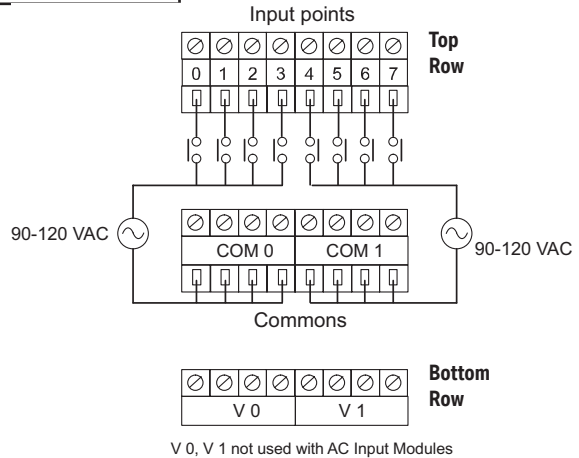 Input points
Top
Row
0 1 2 3 4 5 6 7
90-120 VAC
90-120 VAC
COM 0 COM 1
Commons
Bottom
Row
V 0 V 1
V 0, V 1 not used with AC Input Modules